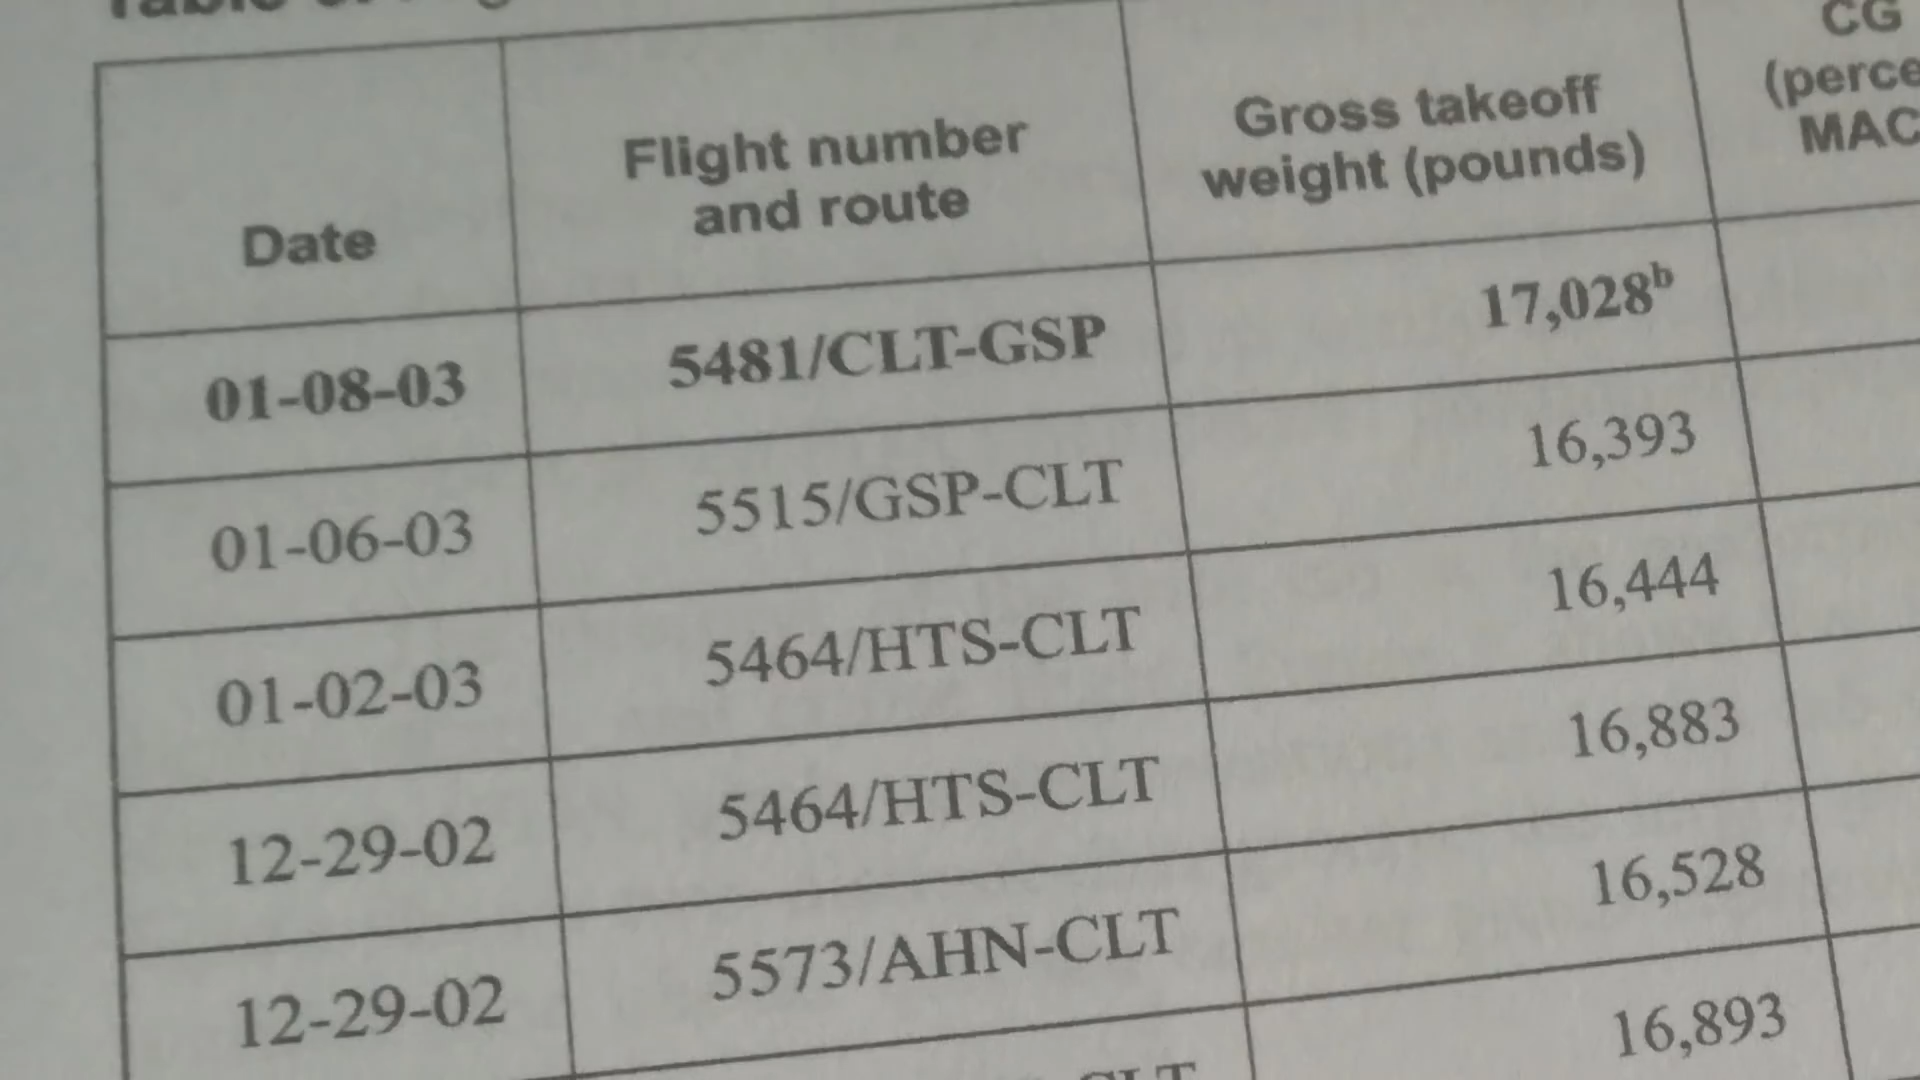 Table
Date
Flight number
and route
Gross takeoff
weight (pounds)
CG
(perce
MAC
01-08-03 5481/CLT-GSP 17,028ᵇ
01-06-03 5515/GSP-CLT 16,393
01-02-03 5464/HTS-CLT 16,444
12-29-02 5464/HTS-CLT 16,883
12-29-02 5573/AHN-CLT 16,528
CLT 16,893